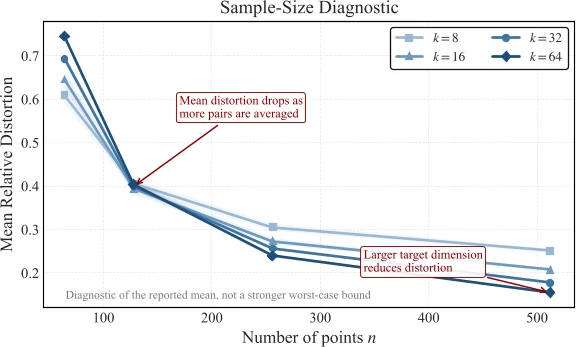 Sample-Size Diagnostic
k = 8
k = 32
k = 16
k = 64
Mean distortion drops as
more pairs are averaged
Larger target dimension
reduces distortion
Diagnostic of the reported mean, not a stronger worst-case bound
Mean Relative Distortion
0.7
0.6
0.5
0.4
0.3
0.2
100
200
300
400
500
Number of points n